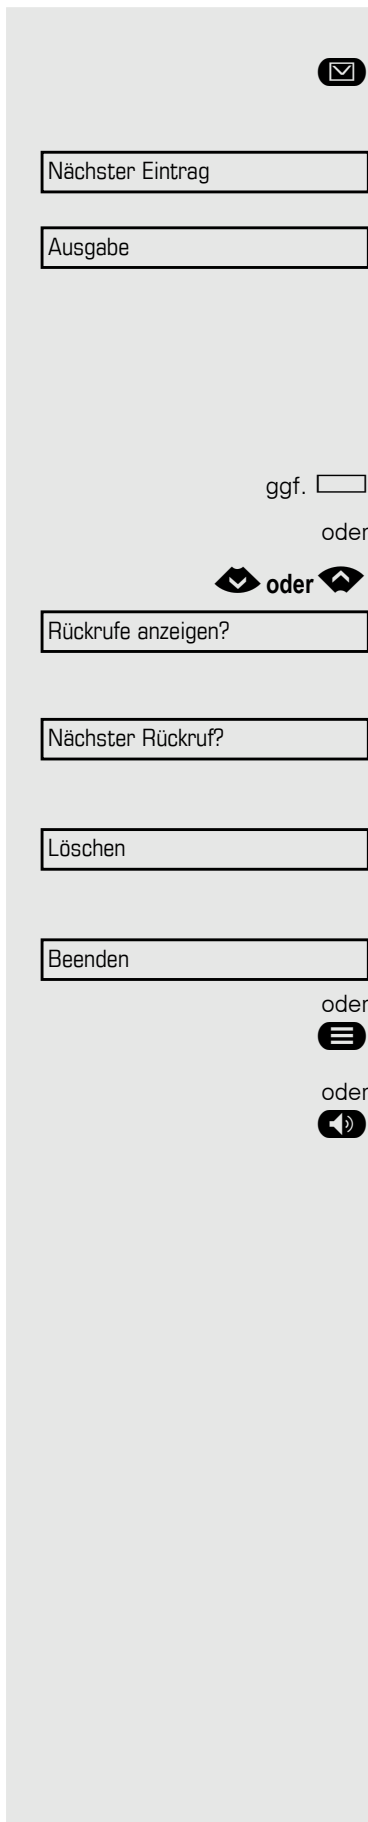 Nächster Eintrag
Ausgabe
ggf.
oder
oder
Rückrufe anzeigen?
Nächster Rückruf?
Löschen
Beenden
oder
oder